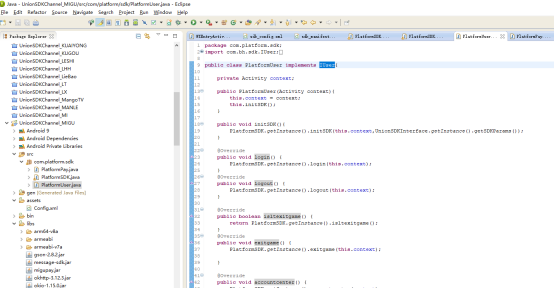 Java - UnionSDKChannel_MIGU/src/com/platform/sdk/PlatformUser.java - Eclipse
File Edit Refactor Source Navigate Search Project Run Window Help
Package Explorer
UnionSDKChannel_KUAIYONG
UnionSDKChannel_KUGOU
UnionSDKChannel_LESHI
UnionSDKChannel_LHH
UnionSDKChannel_LieBao
UnionSDKChannel_LT
UnionSDKChannel_LX
UnionSDKChannel_MangoTV
UnionSDKChannel_MANLE
UnionSDKChannel_MI
UnionSDKChannel_MIGU
Android 9
Android Dependencies
Android Private Libraries
src
com.platform.sdk
PlatformPay.java
PlatformSDK.java
PlatformUser.java
gen [Generated Java Files]
assets
Config.xml
bin
libs
arm64-v8a
armeabi
armeabi-v7a
gson-2.8.2.jar
message-sdk.jar
migupay.jar
okhttp-3.12.3.jar
okio-1.15.0.jar
sdk_config.xml
sdk_manifest...
PlatformSDK
PlatformSDK...
PlatformUser...
PlatformPay
1 package com.platform.sdk;
import com.bh.sdk.IUser;
public class PlatformUser implements IUser{
private Activity context;
public PlatformUser(Activity context){
this.context = context;
this.initSDK();
}
public void initSDK(){
PlatformSDK.getInstance().initSDK(this.context,UnionSDKInterface.getInstance().getSDKParams());
}
@Override
public void login() {
PlatformSDK.getInstance().login(this.context);
}
@Override
public void logout() {
PlatformSDK.getInstance().logout(this.context);
}
@Override
public boolean isItexitgame() {
return PlatformSDK.getInstance().isItexitgame();
}
@Override
public void exitgame() {
PlatformSDK.getInstance().exitgame(this.context);
}
@Override
public void accountcenter() {